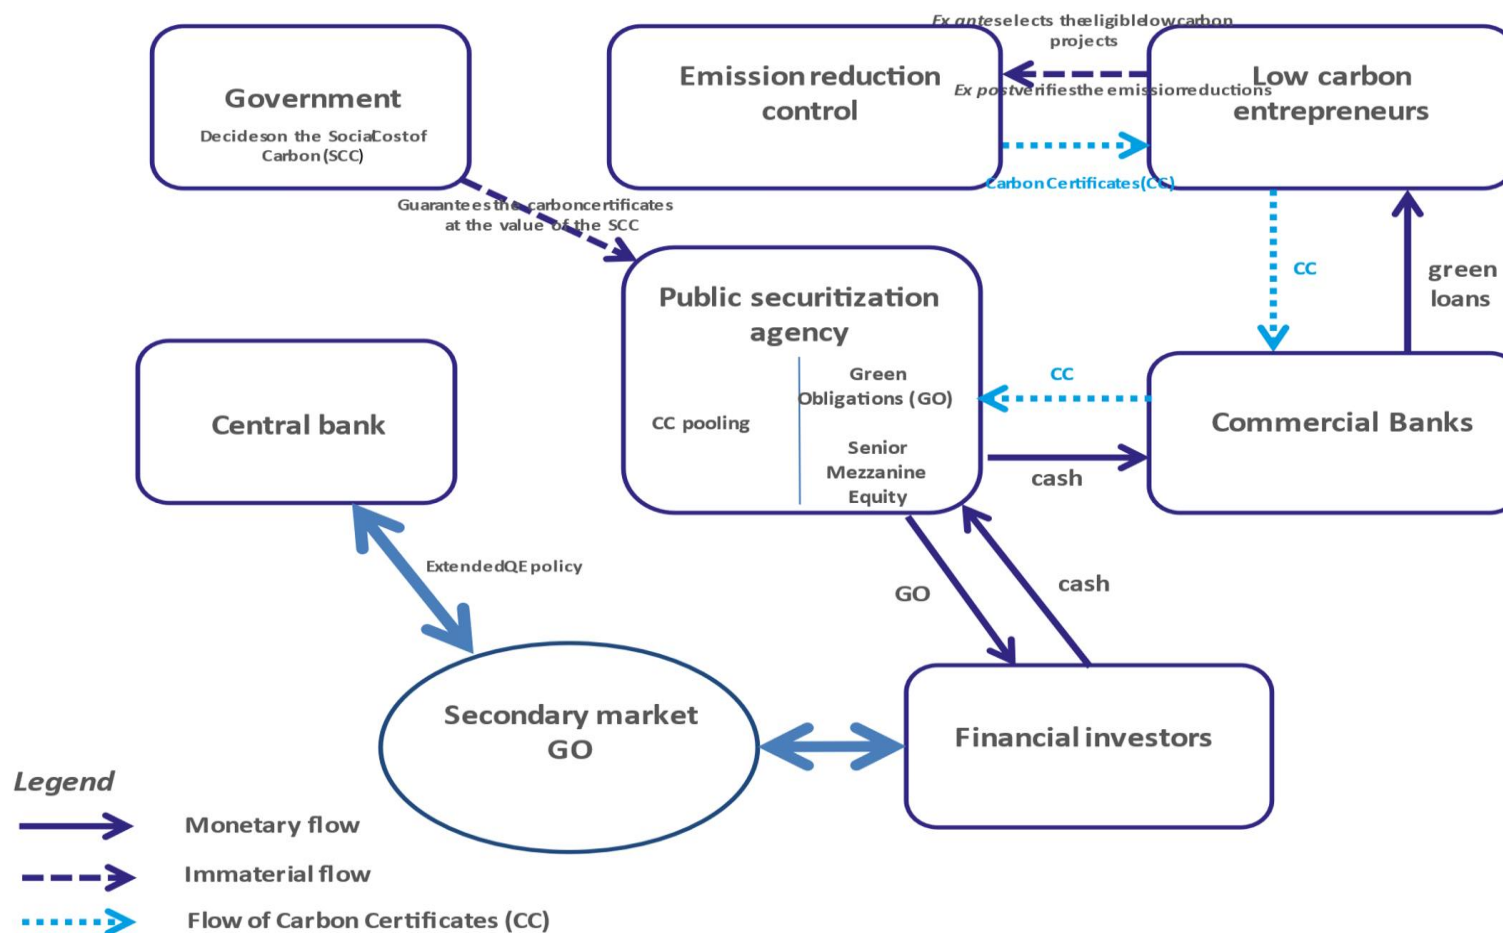 Ex ante selects the eligible low carbon
projects
Government
Decides on the Social Cost of
Carbon (SCC)
Emission reduction
control
Ex post verifies the emission reductions
Low carbon
entrepreneurs
Carbon Certificates (CC)
Guarantees the carbon certificates
at the value of the SCC
CC
green
loans
Public securitization
agency
Green
Obligations (GO)
CC pooling
Senior
Mezzanine
Equity
CC
cash
Commercial Banks
Central bank
Extended QE policy
GO
cash
Secondary market
GO
Financial investors
Legend
Monetary flow
Immaterial flow
Flow of Carbon Certificates (CC)